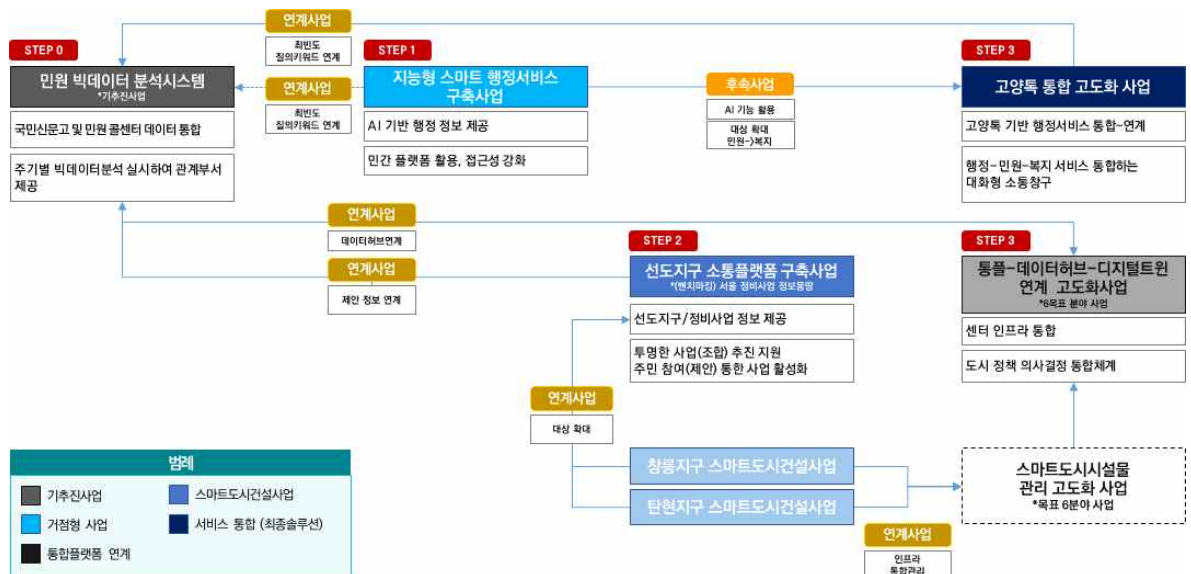 연계사업
최빈도
질의키워드 연계
STEP 0
민원 빅데이터 분석시스템
*기추진사업
국민신문고 및 민원 콜센터 데이터 통합
주기별 빅데이터분석 실시하여 관계부서
제공
연계사업
최빈도
질의키워드 연계
STEP 1
지능형 스마트 행정서비스
구축사업
AI 기반 행정 정보 제공
민간 플랫폼 활용, 접근성 강화
후속사업
AI 기능 활용
대상 확대
민원->복지
STEP 3
고양톡 통합 고도화 사업
고양톡 기반 행정서비스 통합-연계
행정-민원-복지 서비스 통합하는
대화형 소통창구
연계사업
데이터허브연계
연계사업
제안 정보 연계
STEP 2
선도지구 소통플랫폼 구축사업
*(벤치마킹) 서울 정비사업 정보몽땅
선도지구/정비사업 정보 제공
투명한 사업(조합) 추진 지원
주민 참여(제안) 통한 사업 활성화
STEP 3
통플-데이터허브-디지털트윈
연계 고도화사업
*6목표 분야 사업
센터 인프라 통합
도시 정책 의사결정 통합체계
연계사업
대상 확대
창릉지구 스마트도시건설사업
탄현지구 스마트도시건설사업
스마트도시시설물
관리 고도화 사업
*목표 6분야 사업
연계사업
인프라
통합관리
범례
기추진사업
스마트도시건설사업
거점형 사업
서비스 통합 (최종솔루션)
통합플랫폼 연계